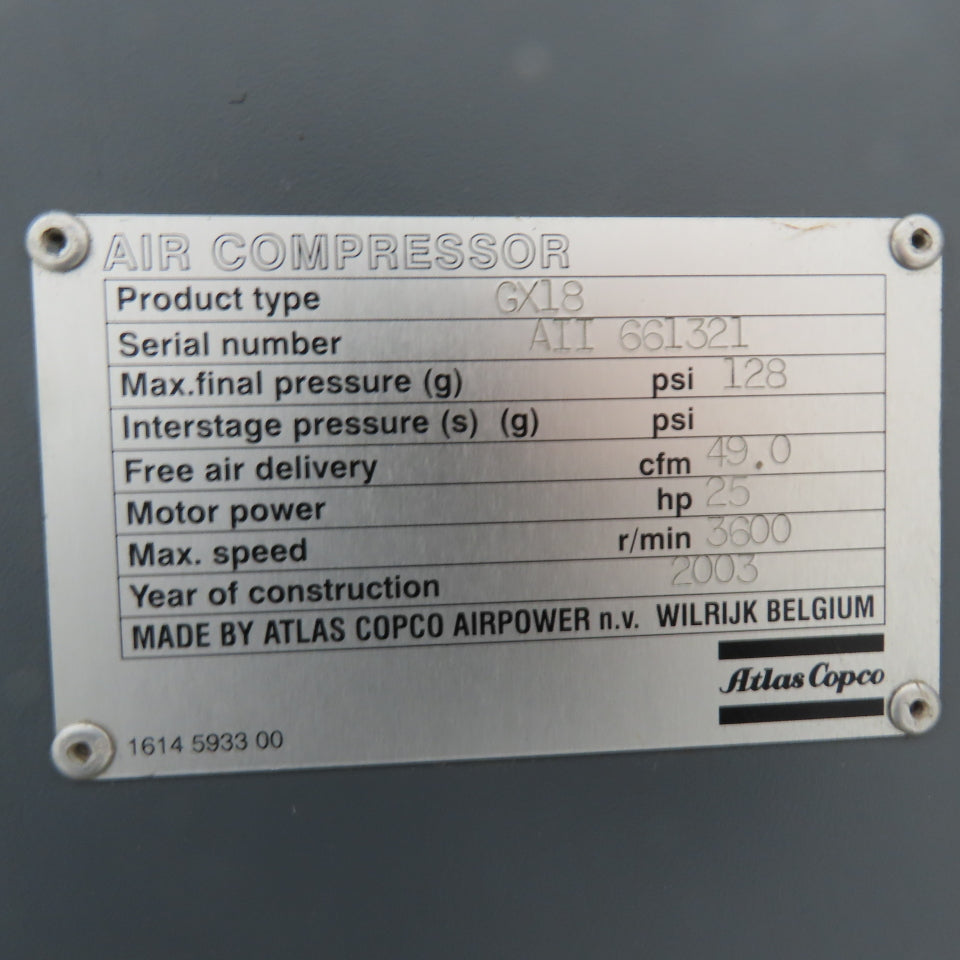 AIR COMPRESSOR
Product type GX18
Serial number AII 661321
Max.final pressure (g) psi 128
Interstage pressure (s) (g) psi
Free air delivery cfm 49.0
Motor power hp 25
Max. speed r/min 3600
Year of construction 2003
MADE BY ATLAS COPCO AIRPOWER n.v. WILRIJK BELGIUM
Atlas Copco
1614 5933 00